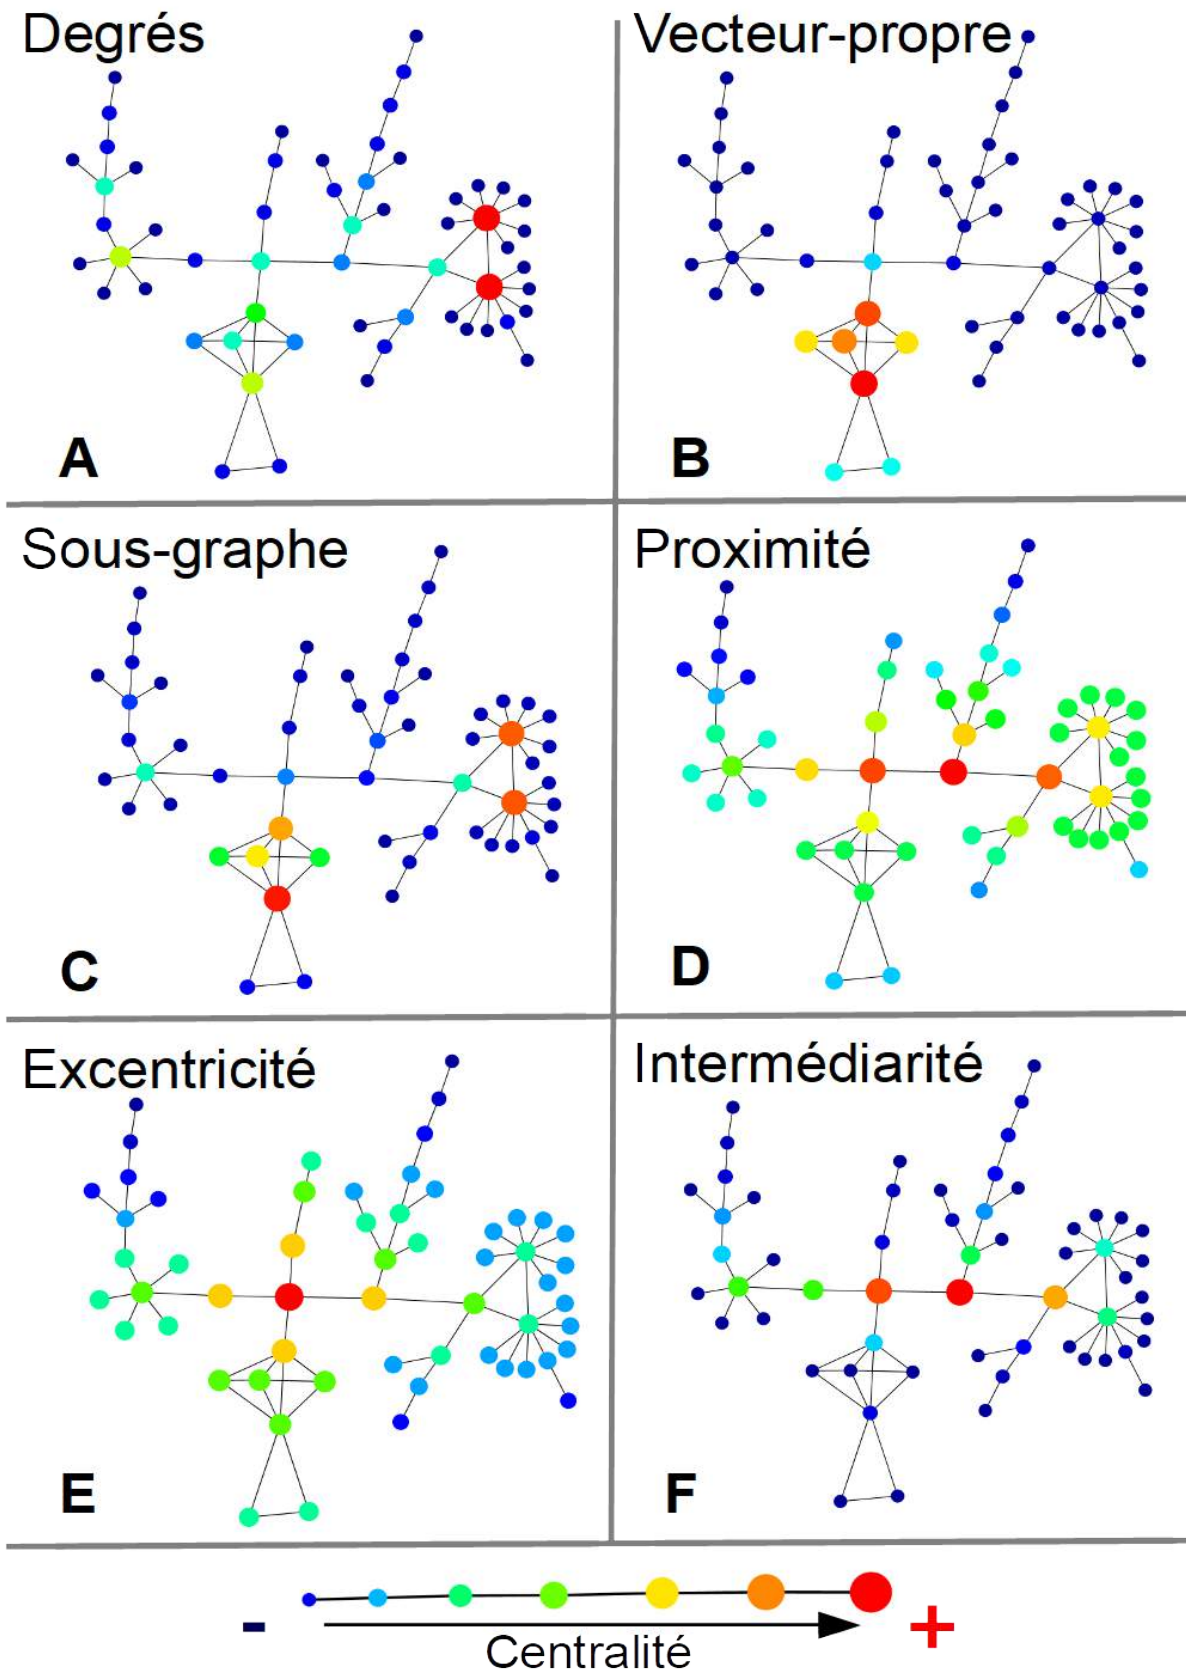 Degrés
Vecteur-propre
A
B
Sous-graphe
Proximité
C
D
Excentricité
Intermédiarité
E
F
- +
Centralité